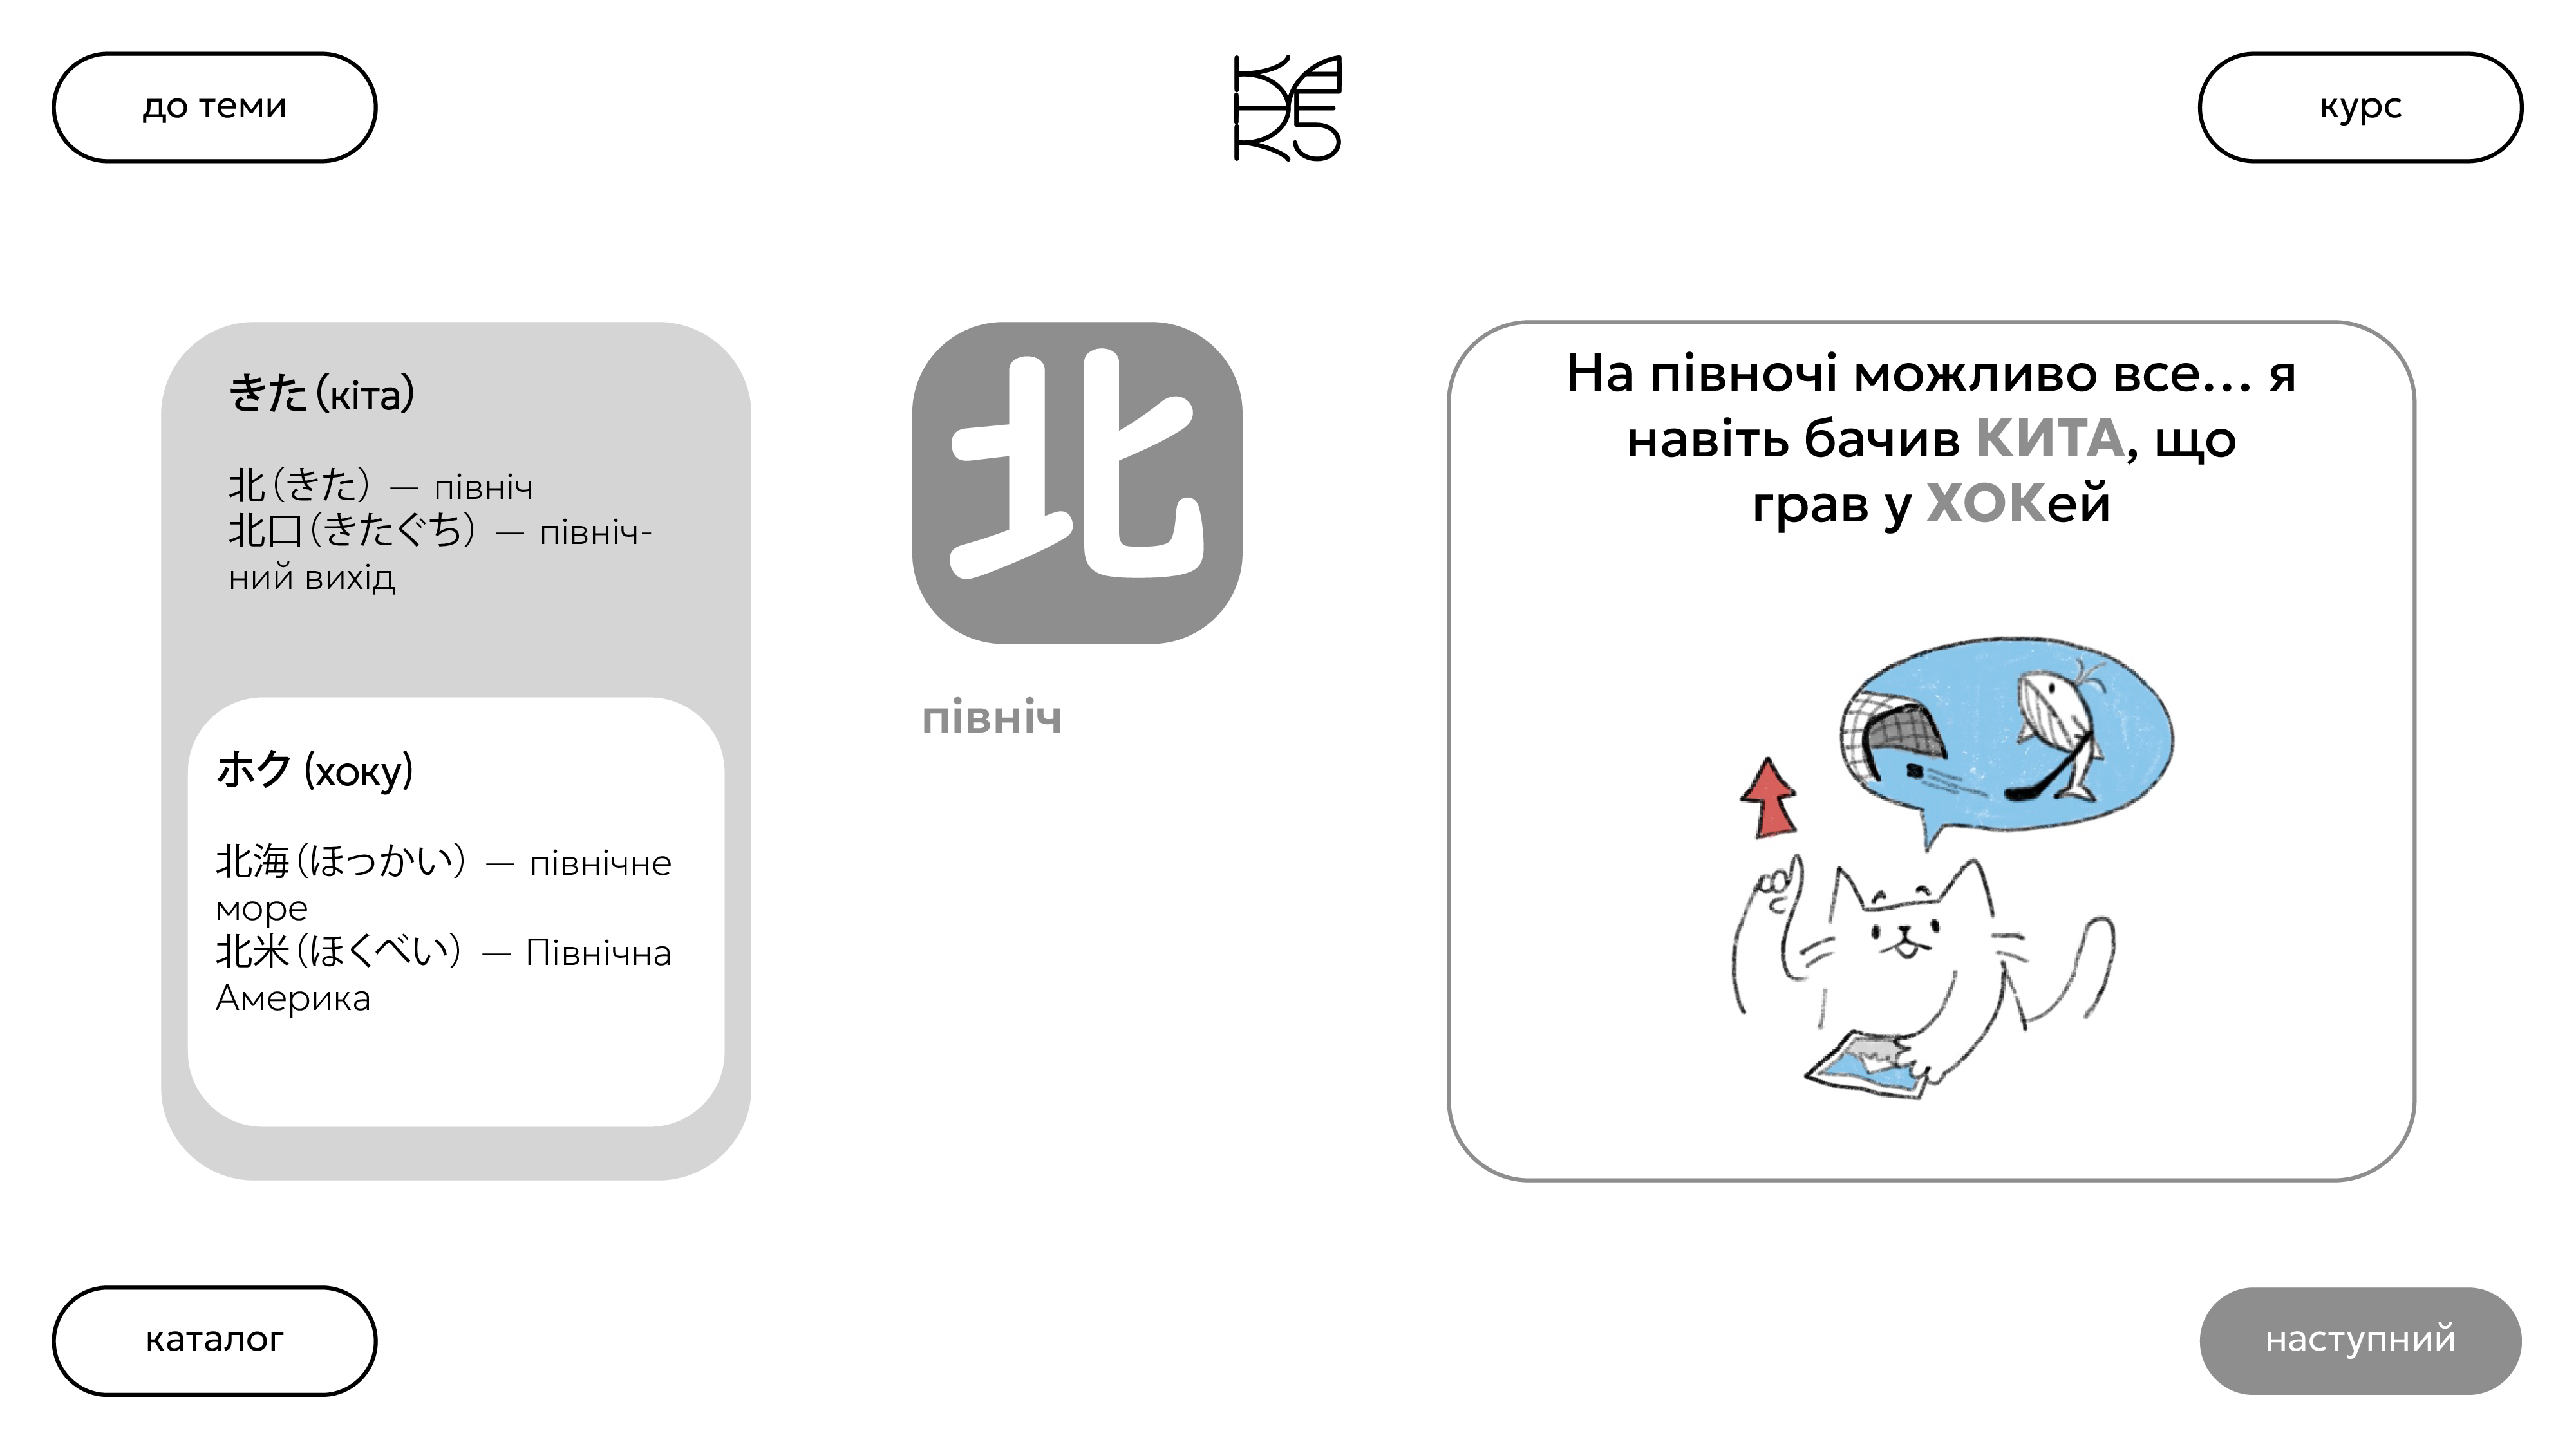 до теми
курс
きた（кіта）
北（きた） — північ
北口（きたぐち） — північ-
ний вихід
ホク (хоку)
北海（ほっかい） — північне
море
北米（ほくべい） — Північна
Америка
北
північ
На півночі можливо все... я
навіть бачив КИТА, що
грав у ХОКей
каталог
наступний